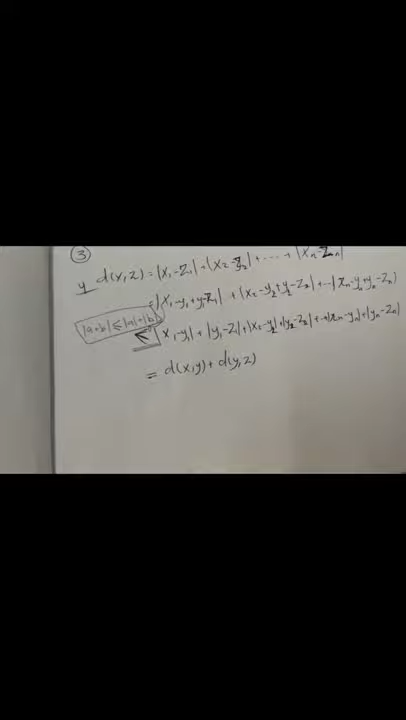 ③
y d(x,z) = |x₁-z₁| + |x₂-z₂| + ... + |xₙ-zₙ|
= |x₁-y₁+y₁-z₁| + |x₂-y₂+y₂-z₂| + ... |xₙ-yₙ+yₙ-zₙ|
|a+b| ≤ |a|+|b| ≤ |x₁-y₁| + |y₁-z₁| + |x₂-y₂| + |y₂-z₂| + ... + |xₙ-yₙ| + |yₙ-zₙ|
= d(x,y) + d(y,z)